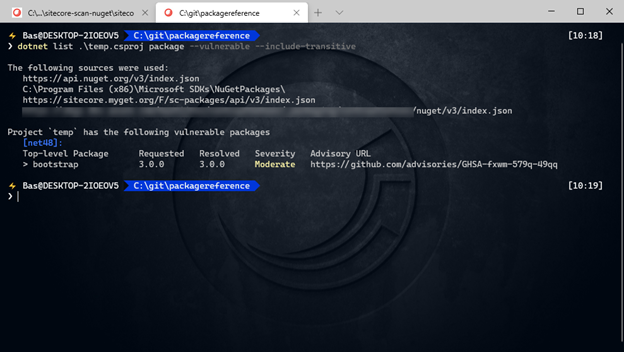 C:\...\sitecore-scan-nuget\siteco
C:\git\packagereference
Bas@DESKTOP-2IOEOV5 C:\git\packagereference [10:18]
❯ dotnet list .\temp.csproj package --vulnerable --include-transitive
The following sources were used:
https://api.nuget.org/v3/index.json
C:\Program Files (x86)\Microsoft SDKs\NuGetPackages\
https://sitecore.myget.org/F/sc-packages/api/v3/index.json
/nuget/v3/index.json
Project `temp` has the following vulnerable packages
[net48]:
Top-level Package Requested Resolved Severity Advisory URL
> bootstrap 3.0.0 3.0.0 Moderate https://github.com/advisories/GHSA-fxwm-579q-49qq
Bas@DESKTOP-2IOEOV5 C:\git\packagereference [10:19]
❯